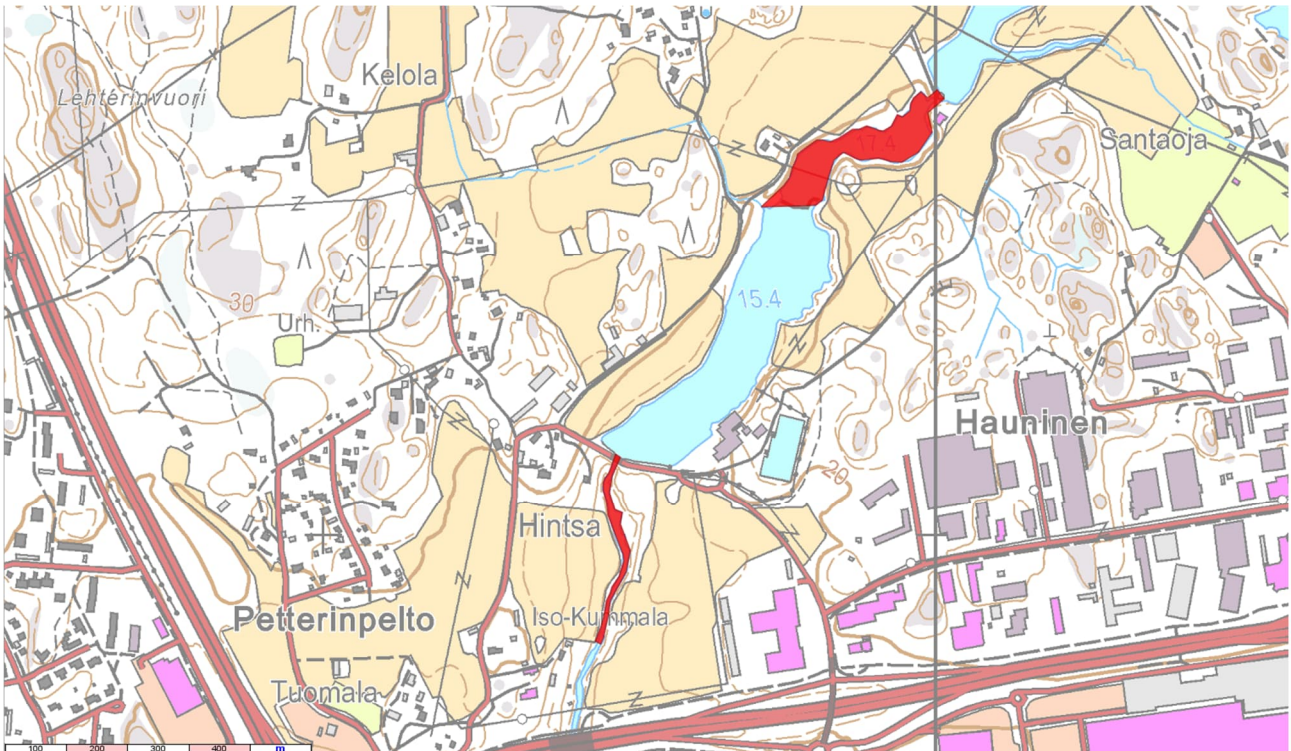 Kelola
Lehterinvuori
17.4
Santaoja
15.4
30
Urh.
Hauninen
20
Hintsa
Iso-Kummala
Petterinpelto
Tuomala
100 200 300 400 m